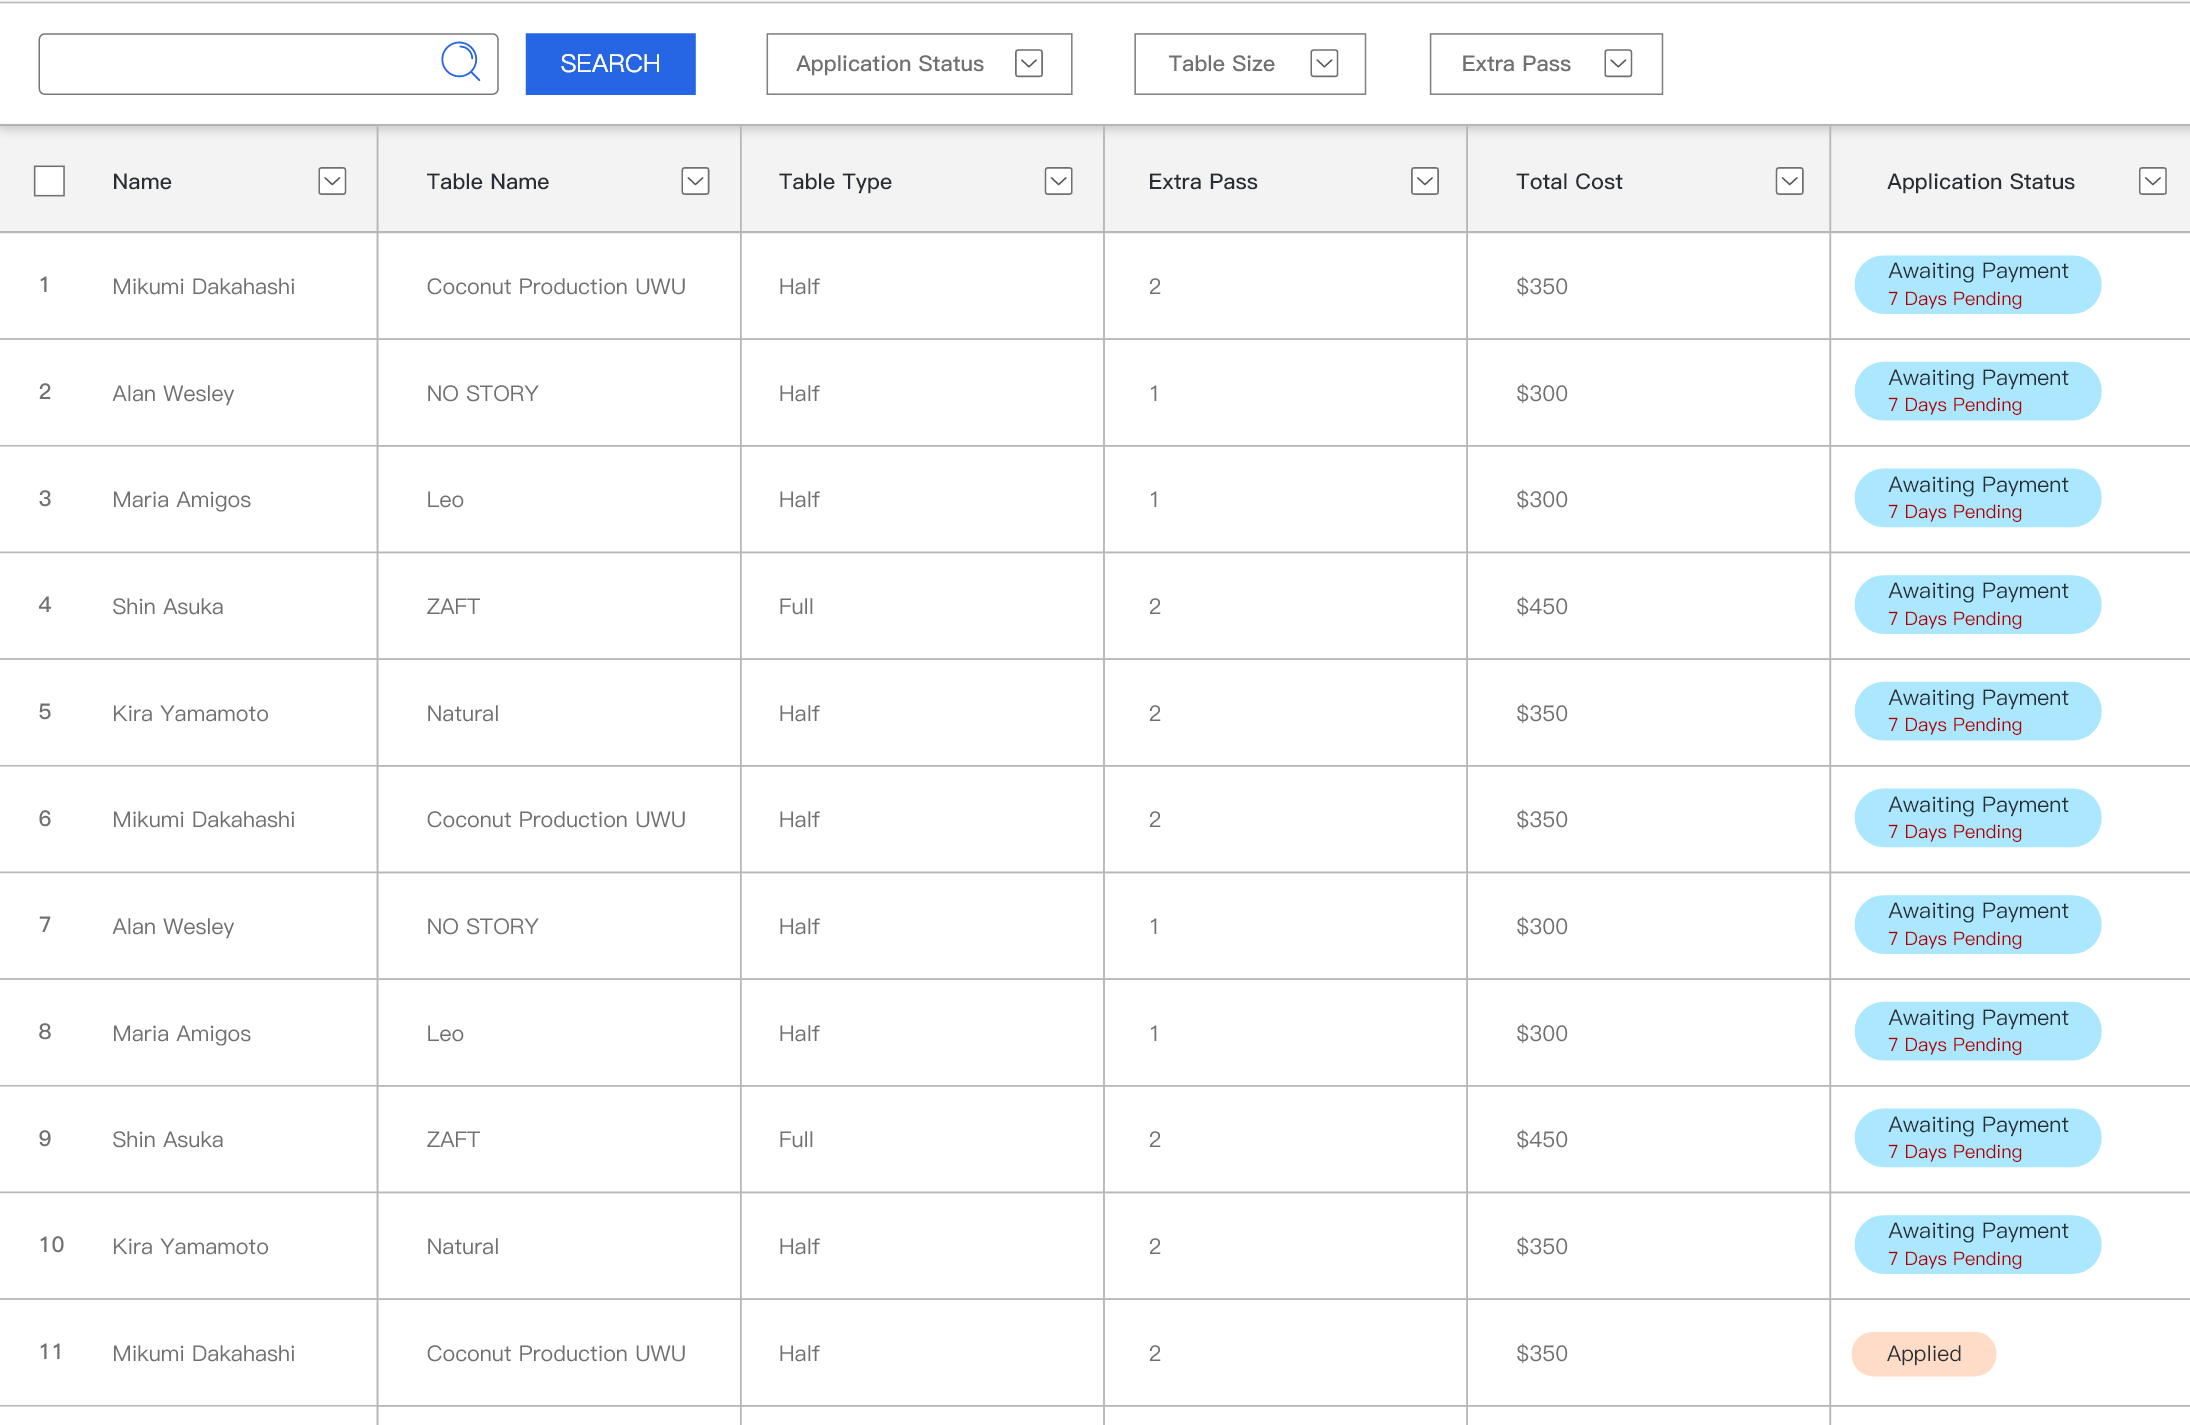 SEARCH Application Status Table Size Extra Pass
Name Table Name Table Type Extra Pass Total Cost Application Status
1 Mikumi Dakahashi Coconut Production UWU Half 2 $350 Awaiting Payment
7 Days Pending
2 Alan Wesley NO STORY Half 1 $300 Awaiting Payment
7 Days Pending
3 Maria Amigos Leo Half 1 $300 Awaiting Payment
7 Days Pending
4 Shin Asuka ZAFT Full 2 $450 Awaiting Payment
7 Days Pending
5 Kira Yamamoto Natural Half 2 $350 Awaiting Payment
7 Days Pending
6 Mikumi Dakahashi Coconut Production UWU Half 2 $350 Awaiting Payment
7 Days Pending
7 Alan Wesley NO STORY Half 1 $300 Awaiting Payment
7 Days Pending
8 Maria Amigos Leo Half 1 $300 Awaiting Payment
7 Days Pending
9 Shin Asuka ZAFT Full 2 $450 Awaiting Payment
7 Days Pending
10 Kira Yamamoto Natural Half 2 $350 Awaiting Payment
7 Days Pending
11 Mikumi Dakahashi Coconut Production UWU Half 2 $350 Applied